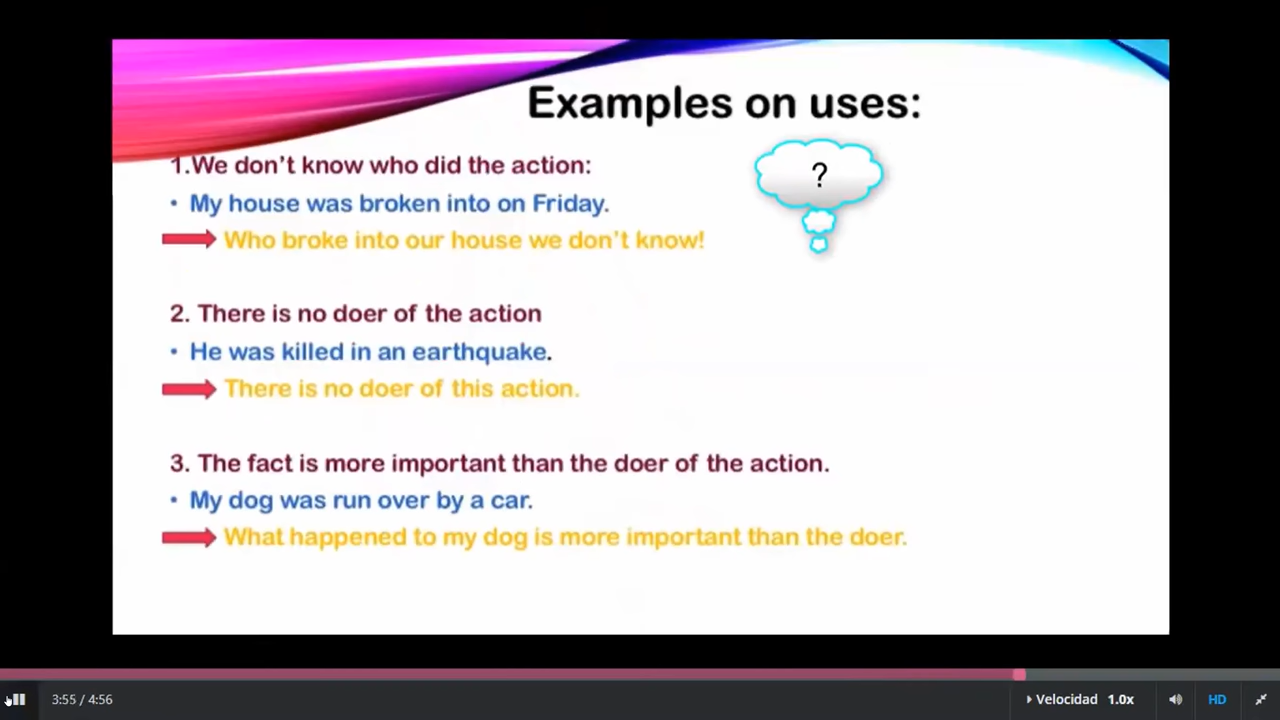 Examples on uses:
1.We don't know who did the action:
?
• My house was broken into on Friday.
Who broke into our house we don't know!
2. There is no doer of the action
• He was killed in an earthquake.
There is no doer of this action.
3. The fact is more important than the doer of the action.
• My dog was run over by a car.
What happened to my dog is more important than the doer.
3:55 / 4:56
Velocidad 1.0x
HD